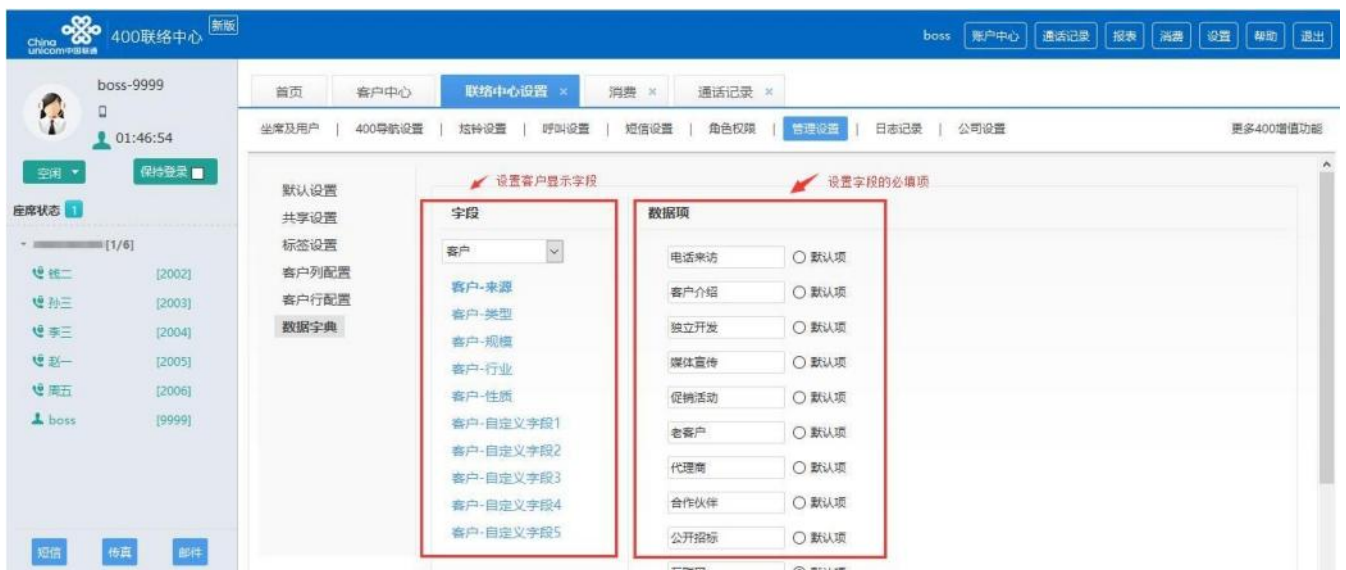 China unicom中国联通
400联络中心 新版
boss 账户中心 通话记录 报表 消费 设置 帮助 退出
boss-9999
01:46:54
空闲 保持登录
座席状态 1
[1/6]
钱二 [2002]
孙三 [2003]
李三 [2004]
赵一 [2005]
周五 [2006]
boss [9999]
短信 传真 邮件
首页 客户中心 联络中心设置 × 消费 × 通话记录 ×
坐席及用户 | 400导航设置 | 炫铃设置 | 呼叫设置 | 短信设置 | 角色权限 | 管理设置 | 日志记录 | 公司设置 更多400增值功能
默认设置
共享设置
标签设置
客户列配置
客户行配置
数据字典
设置客户显示字段
字段
客户
客户-来源
客户-类型
客户-规模
客户-行业
客户-性质
客户-自定义字段1
客户-自定义字段2
客户-自定义字段3
客户-自定义字段4
客户-自定义字段5
设置字段的必填项
数据项
电话来访 默认项
客户介绍 默认项
独立开发 默认项
媒体宣传 默认项
促销活动 默认项
老客户 默认项
代理商 默认项
合作伙伴 默认项
公开招标 默认项